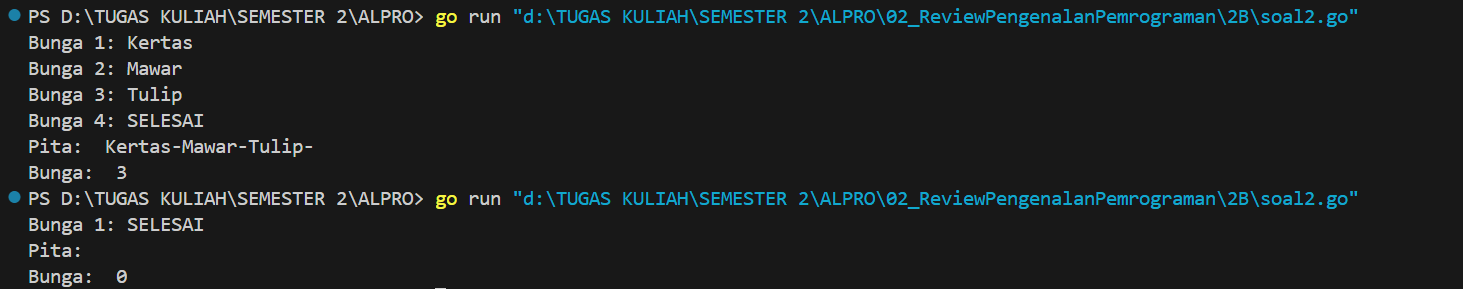 PS D:\TUGAS KULIAH\SEMESTER 2\ALPRO> go run "d:\TUGAS KULIAH\SEMESTER 2\ALPRO\02_ReviewPengenalanPemrograman\2B\soal2.go"
Bunga 1: Kertas
Bunga 2: Mawar
Bunga 3: Tulip
Bunga 4: SELESAI
Pita:  Kertas-Mawar-Tulip-
Bunga:  3
PS D:\TUGAS KULIAH\SEMESTER 2\ALPRO> go run "d:\TUGAS KULIAH\SEMESTER 2\ALPRO\02_ReviewPengenalanPemrograman\2B\soal2.go"
Bunga 1: SELESAI
Pita:
Bunga:  0